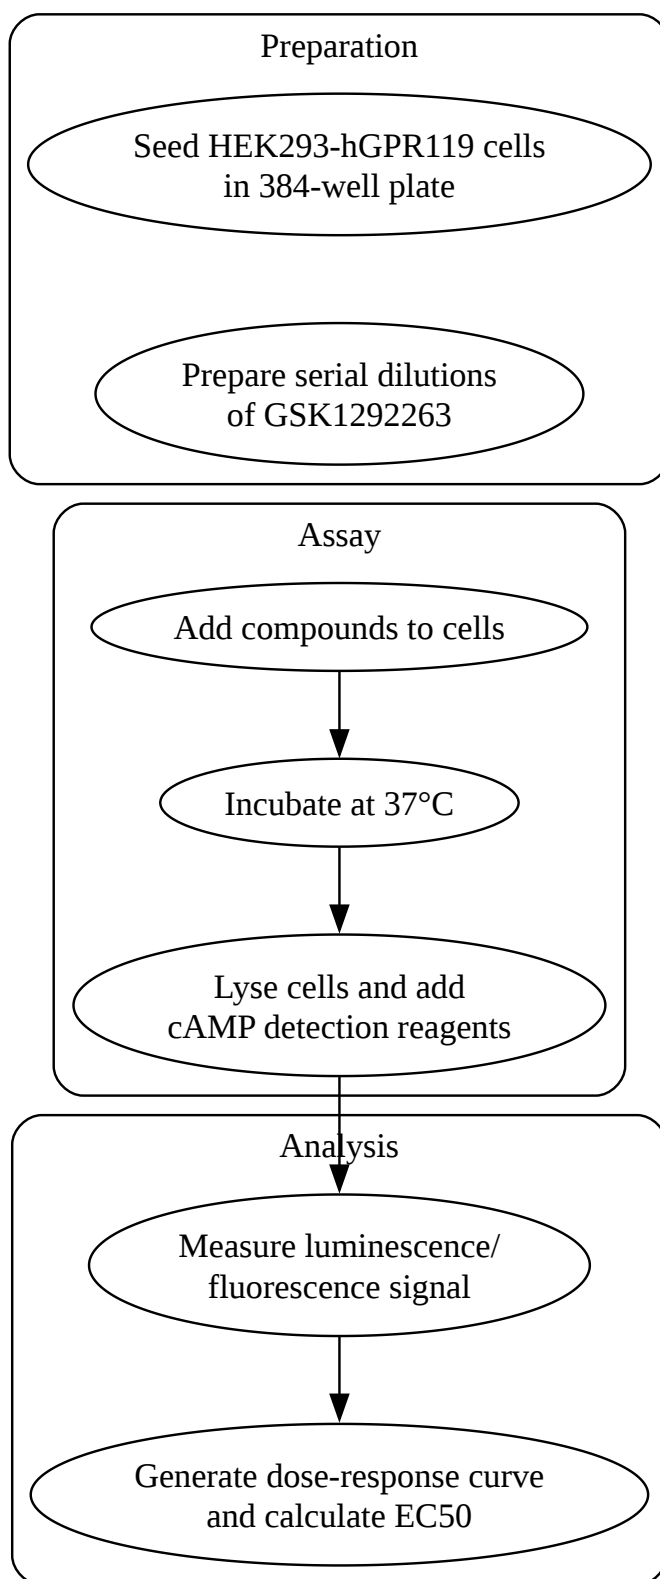 Preparation
Seed HEK293-hGPR119 cells
in 384-well plate
Prepare serial dilutions
of GSK1292263
Assay
Add compounds to cells
Incubate at 37°C
Lyse cells and add
cAMP detection reagents
Analysis
Measure luminescence/
fluorescence signal
Generate dose-response curve
and calculate EC50